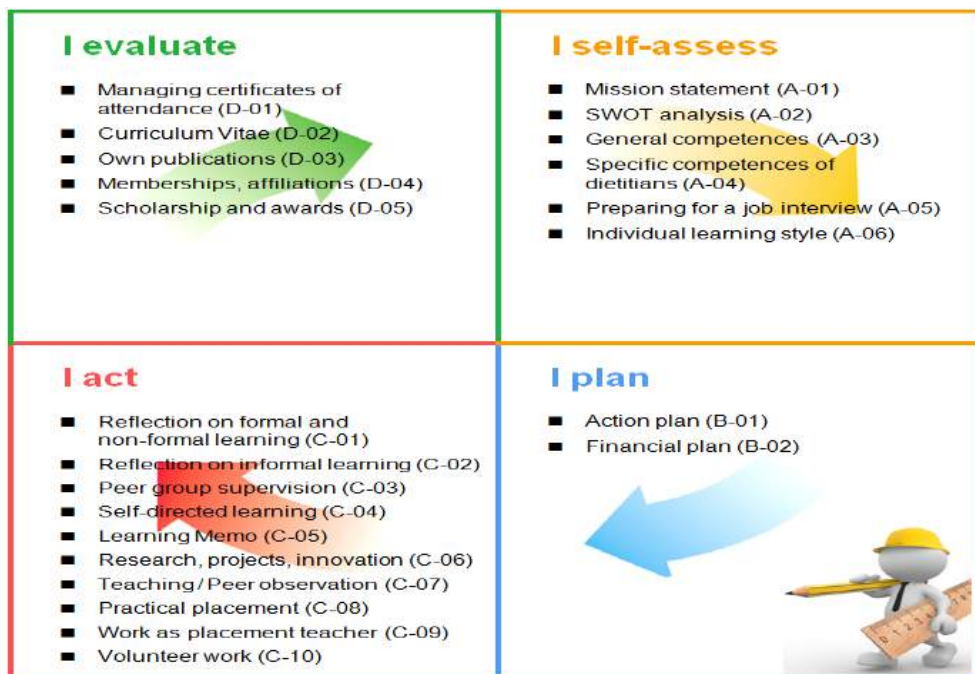 I evaluate
■ Managing certificates of
attendance (D-01)
■ Curriculum Vitae (D-02)
■ Own publications (D-03)
■ Memberships, affiliations (D-04)
■ Scholarship and awards (D-05)
I self-assess
■ Mission statement (A-01)
■ SWOT analysis (A-02)
■ General competences (A-03)
■ Specific competences of
dietitians (A-04)
■ Preparing for a job interview (A-05)
■ Individual learning style (A-06)
I act
■ Reflection on formal and
non-formal learning (C-01)
■ Reflection on informal learning (C-02)
■ Peer group supervision (C-03)
■ Self-directed learning (C-04)
■ Learning Memo (C-05)
■ Research, projects, innovation (C-06)
■ Teaching / Peer observation (C-07)
■ Practical placement (C-08)
■ Work as placement teacher (C-09)
■ Volunteer work (C-10)
I plan
■ Action plan (B-01)
■ Financial plan (B-02)